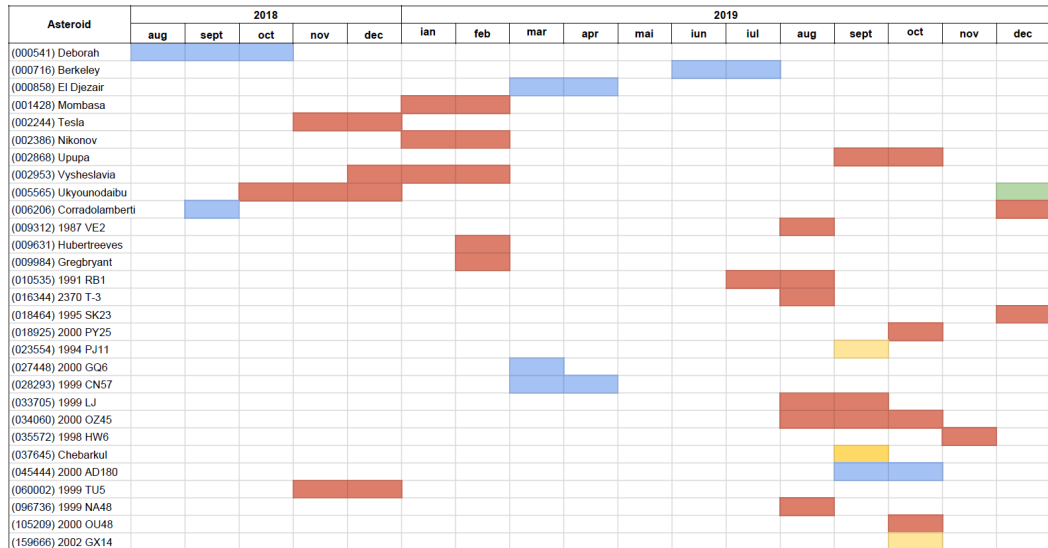 Asteroid 2018 2019
aug sept oct nov dec ian feb mar apr mai iun iul aug sept oct nov dec
(000541) Deborah
(000716) Berkeley
(000858) El Djezair
(001428) Mombasa
(002244) Tesla
(002386) Nikonov
(002868) Upupa
(002953) Vysheslavia
(005565) Ukyounodaibu
(006206) Corradolamberti
(009312) 1987 VE2
(009631) Hubertreeves
(009984) Gregbryant
(010535) 1991 RB1
(016344) 2370 T-3
(018464) 1995 SK23
(018925) 2000 PY25
(023554) 1994 PJ11
(027448) 2000 GQ6
(028293) 1999 CN57
(033705) 1999 LJ
(034060) 2000 OZ45
(035572) 1998 HW6
(037645) Chebarkul
(045444) 2000 AD180
(060002) 1999 TU5
(096736) 1999 NA48
(105209) 2000 OU48
(159666) 2002 GX14